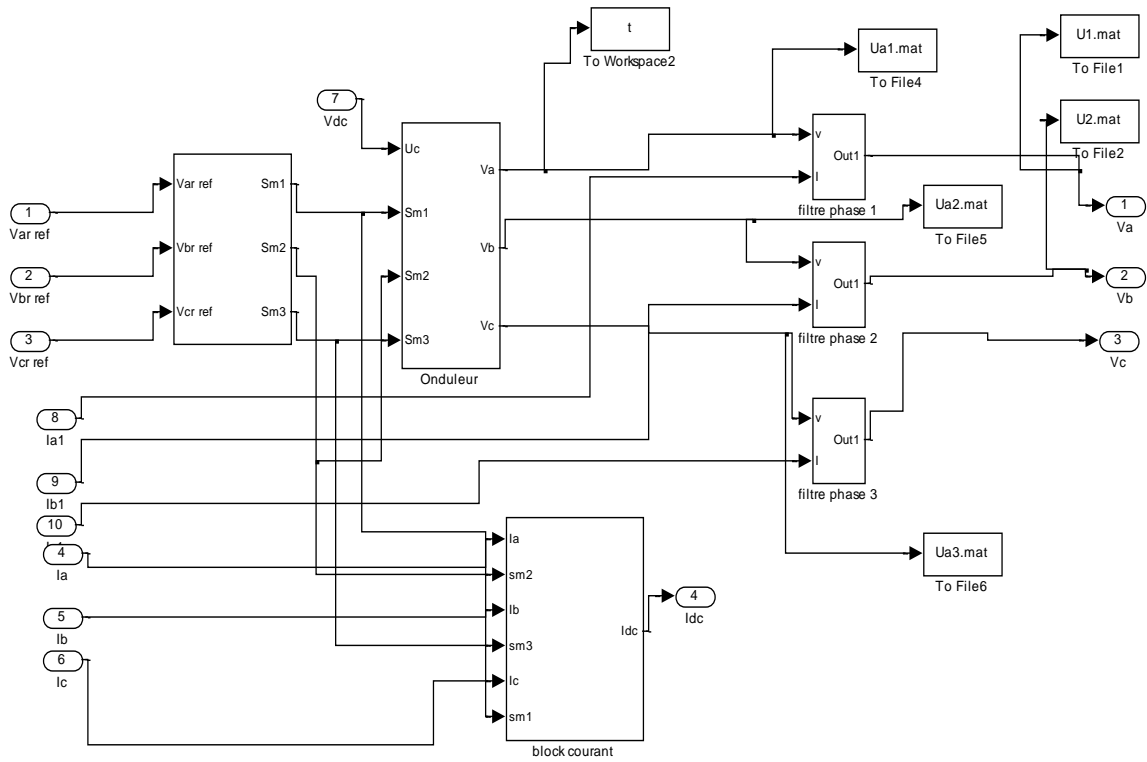 t
To Workspace2
Ua1.mat
To File4
U1.mat
To File1
U2.mat
To File2
7
Vdc
Uc
Sm1
Sm2
Sm3
Va
Vb
Vc
Onduleur
Var ref
Vbr ref
Vcr ref
Sm1
Sm2
Sm3
1
Var ref
2
Vbr ref
3
Vcr ref
v
I
Out1
filtre phase 1
Ua2.mat
To File5
v
I
Out1
filtre phase 2
v
I
Out1
filtre phase 3
1
Va
2
Vb
3
Vc
8
Ia1
9
Ib1
10
4
Ia
5
Ib
6
Ic
Ia
sm2
Ib
sm3
Ic
sm1
Idc
block courant
4
Idc
Ua3.mat
To File6